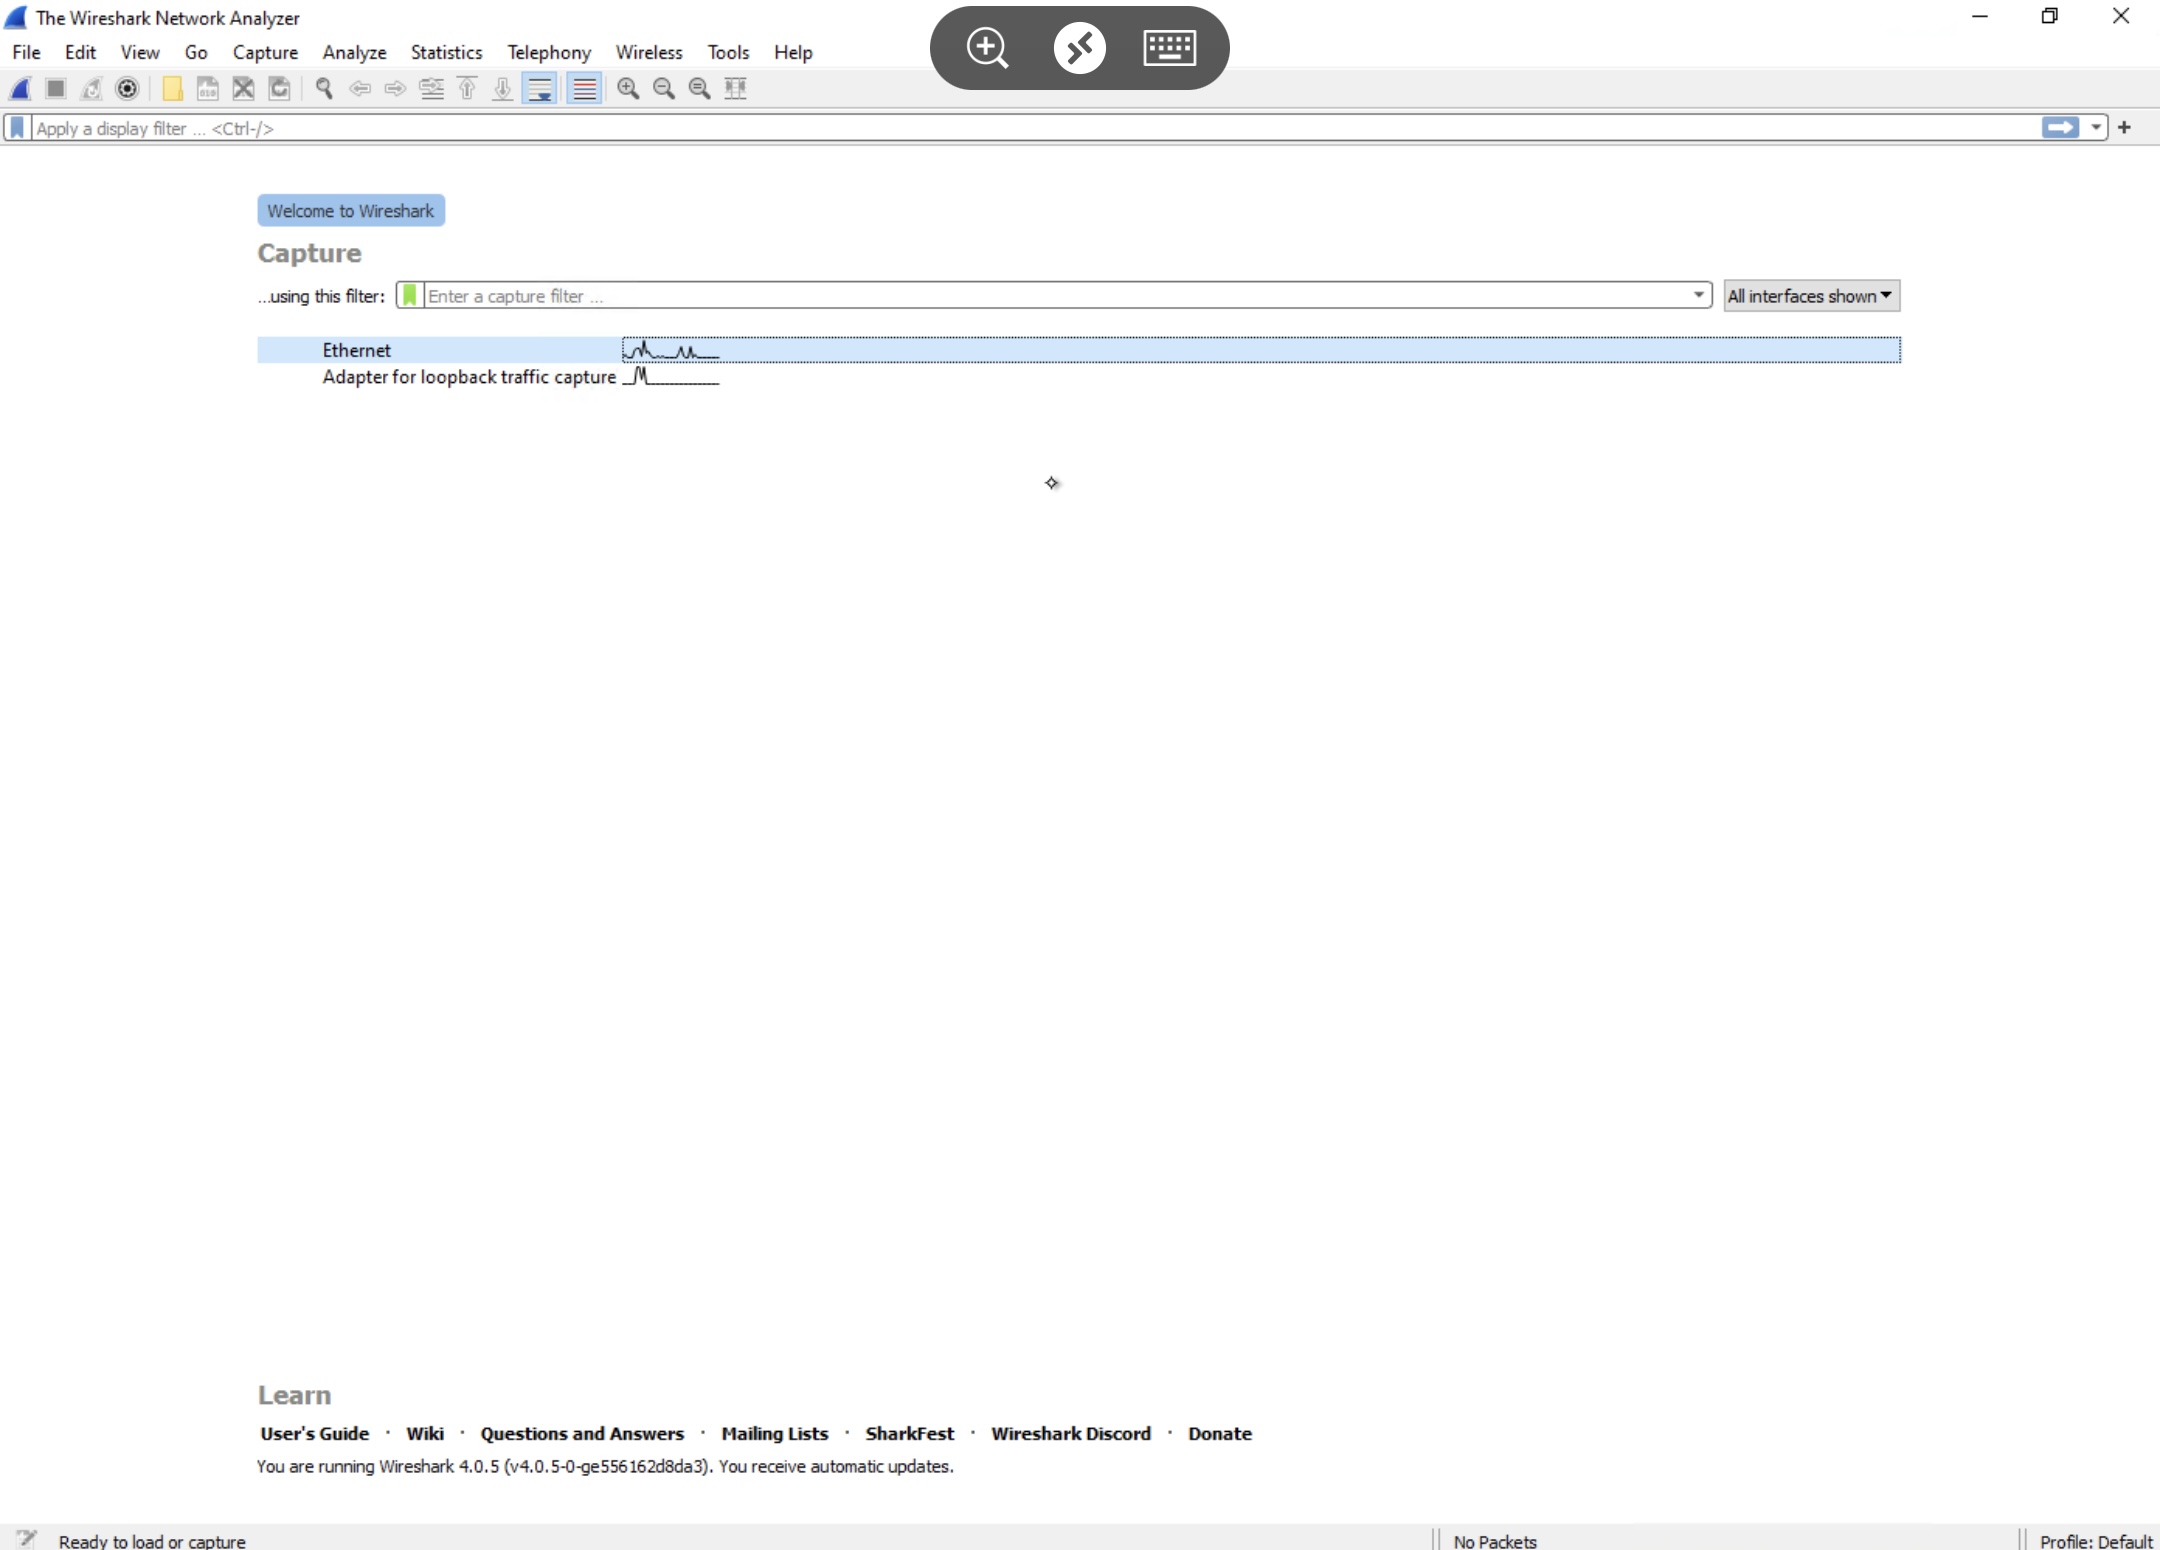 The Wireshark Network Analyzer
File Edit View Go Capture Analyze Statistics Telephony Wireless Tools Help
Apply a display filter ... <Ctrl-/>
+
Welcome to Wireshark
Capture
...using this filter: Enter a capture filter ... All interfaces shown
Ethernet
Adapter for loopback traffic capture
Learn
User's Guide · Wiki · Questions and Answers · Mailing Lists · SharkFest · Wireshark Discord · Donate
You are running Wireshark 4.0.5 (v4.0.5-0-ge556162d8da3). You receive automatic updates.
Ready to load or capture No Packets Profile: Default